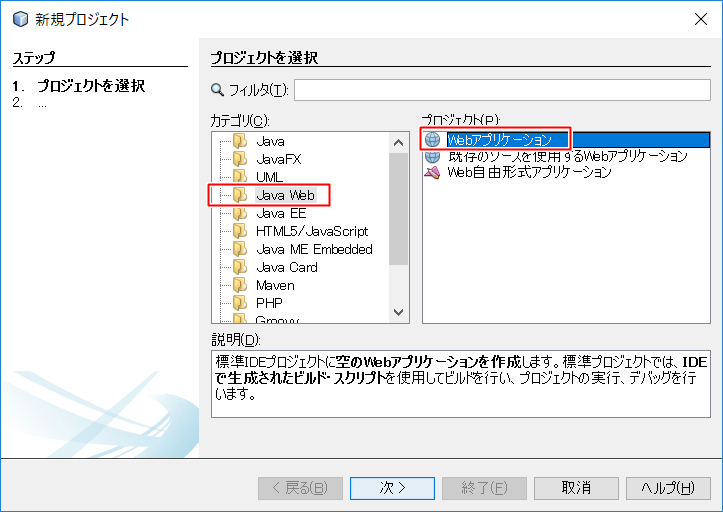 新規プロジェクト
ステップ
1. プロジェクトを選択
2. ...
プロジェクトを選択
フィルタ(T):
カテゴリ(C):
Java
JavaFX
UML
Java Web
Java EE
HTML5/JavaScript
Java ME Embedded
Java Card
Maven
PHP
Groovy
プロジェクト(P):
Webアプリケーション
既存のソースを使用するWebアプリケーション
Web自由形式アプリケーション
説明(D):
標準IDEプロジェクトに空のWebアプリケーションを作成します。標準プロジェクトでは、IDE
で生成されたビルド・スクリプトを使用してビルドを行い、プロジェクトの実行、デバッグを行
います。
< 戻る(B)
次 >
終了(F)
取消
ヘルプ(H)